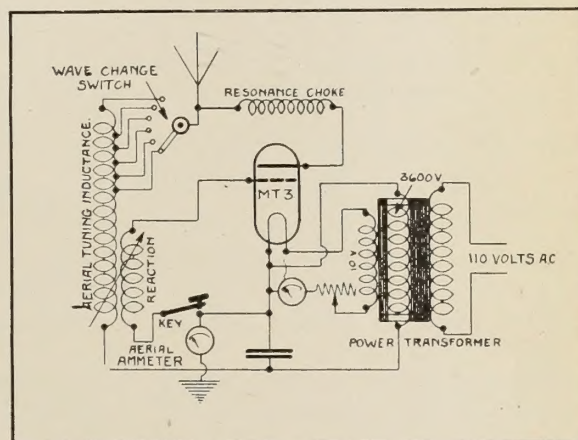 WAVE CHANGE
SWITCH
RESONANCE CHOKE
AERIAL TUNING INDUCTANCE.
REACTION
MT3
3600V
10V
110 VOLTS AC
KEY
AERIAL
AMMETER
POWER TRANSFORMER